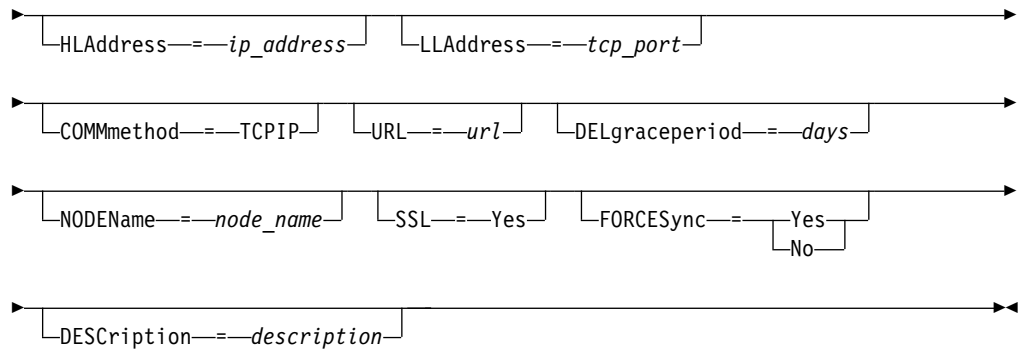 HLAddress = ip_address LLAddress = tcp_port
COMMmethod = TCPIP URL = url DELgraceperiod = days
NODEName = node_name SSL = Yes FORCESync = Yes
No
DESCription = description